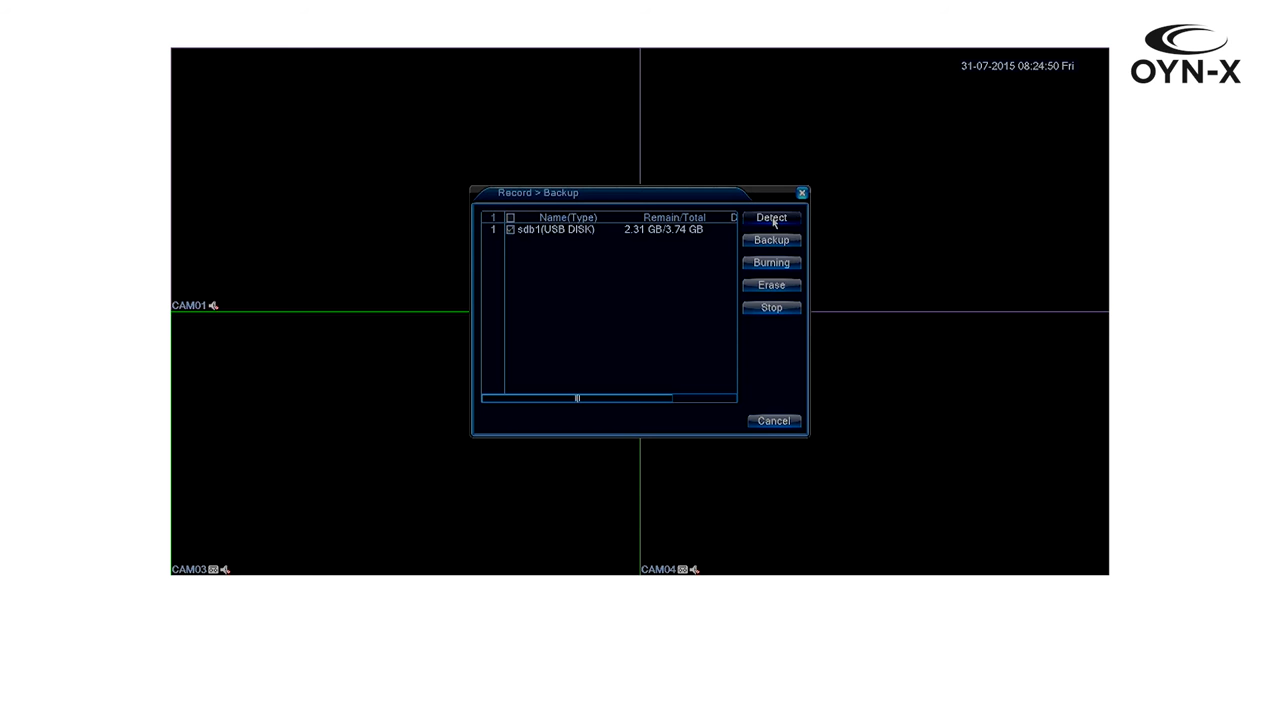 OYN-X
31-07-2015 08:24:50 Fri
Record > Backup
1 Name(Type) Remain/Total D
1 sdb1(USB DISK) 2.31 GB/3.74 GB
Detect
Backup
Burning
Erase
Stop
Cancel
CAM01
CAM03
CAM04